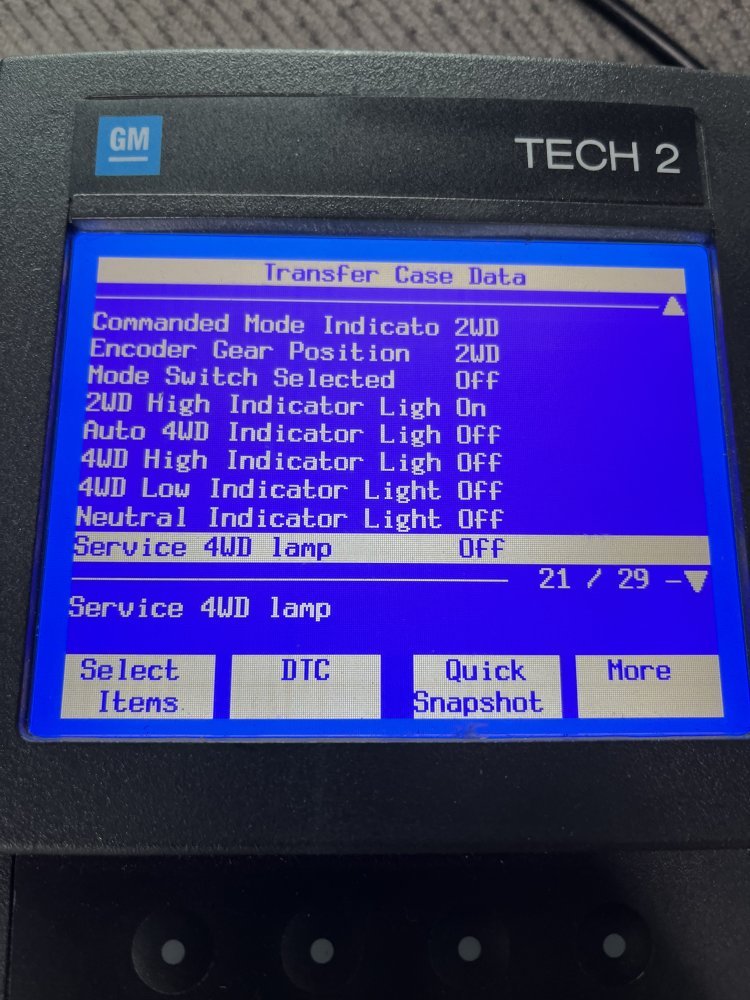 GM
TECH 2
Transfer Case Data
Commanded Mode Indicato 2WD
Encoder Gear Position 2WD
Mode Switch Selected Off
2WD High Indicator Ligh On
Auto 4WD Indicator Ligh Off
4WD High Indicator Ligh Off
4WD Low Indicator Light Off
Neutral Indicator Light Off
Service 4WD lamp Off
21 / 29
Service 4WD lamp
Select Items
DTC
Quick Snapshot
More